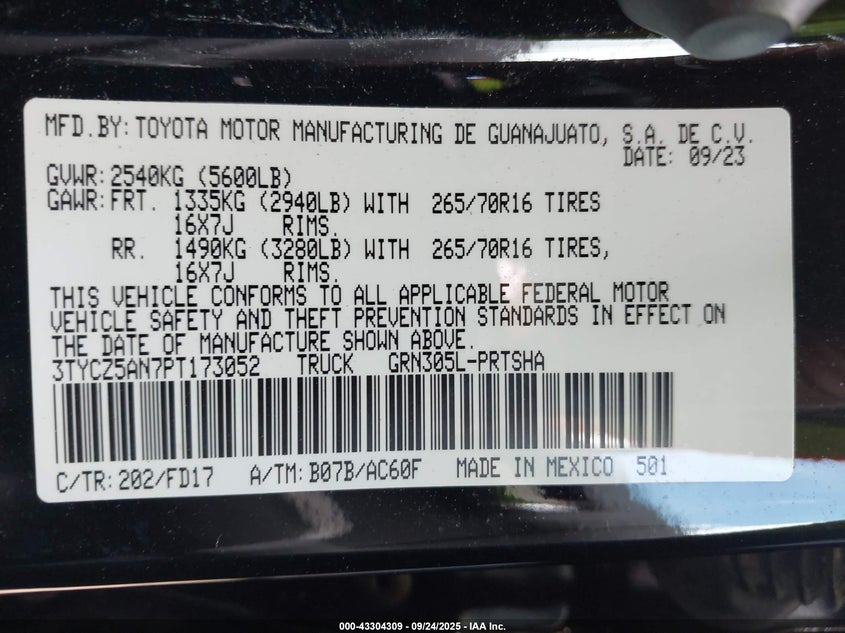 MFD.BY: TOYOTA MOTOR MANUFACTURING DE GUANAJUATO, S.A. DE C.V.
DATE: 09/23
GVWR: 2540KG (5600LB)
GAWR: FRT. 1335KG (2940LB) WITH 265/70R16 TIRES
16X7J RIMS.
RR. 1490KG (3280LB) WITH 265/70R16 TIRES,
16X7J RIMS.
THIS VEHICLE CONFORMS TO ALL APPLICABLE FEDERAL MOTOR
VEHICLE SAFETY AND THEFT PREVENTION STANDARDS IN EFFECT ON
THE DATE OF MANUFACTURE SHOWN ABOVE.
3TYCZ5AN7PT173052 TRUCK GRN305L-PRTSHA
C/TR: 202/FD17 A/TM: B07B/AC60F MADE IN MEXICO 501
000-43304309 - 09/24/2025 - IAA Inc.